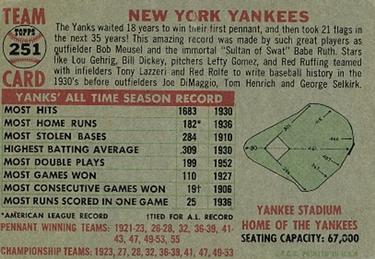 TEAM
TOPPS
251
CARD
NEW YORK YANKEES
The Yanks waited 18 years to win their first pennant, and then took 21 flags in
the next 35 years! This amazing record was made by such great players as
outfielder Bob Meusel and the immortal "Sultan of Swat" Babe Ruth. Stars
like Lou Gehrig, Bill Dickey, pitchers Lefty Gomez, and Red Ruffing teamed
with infielders Tony Lazzeri and Red Rolfe to write baseball history in the
1930's before outfielders Joe DiMaggio, Tom Henrich and George Selkirk.
YANKS' ALL TIME SEASON RECORD
MOST HITS 1683 1930
MOST HOME RUNS 182* 1936
MOST STOLEN BASES 284 1910
HIGHEST BATTING AVERAGE .309 1930
MOST DOUBLE PLAYS 199 1952
MOST GAMES WON 110 1927
MOST CONSECUTIVE GAMES WON 19† 1906
MOST RUNS SCORED IN ONE GAME 25 1936
*AMERICAN LEAGUE RECORD †TIED FOR A.L. RECORD
PENNANT WINNING TEAMS: 1921-23, 26-28, 32, 36-39, 41-
43, 47, 49-53, 55
CHAMPIONSHIP TEAMS: 1923, 27, 28, 32, 36-39, 41, 47, 49-53
YANKEE STADIUM
HOME OF THE YANKEES
SEATING CAPACITY: 67,000
PRINTED IN U.S.A.